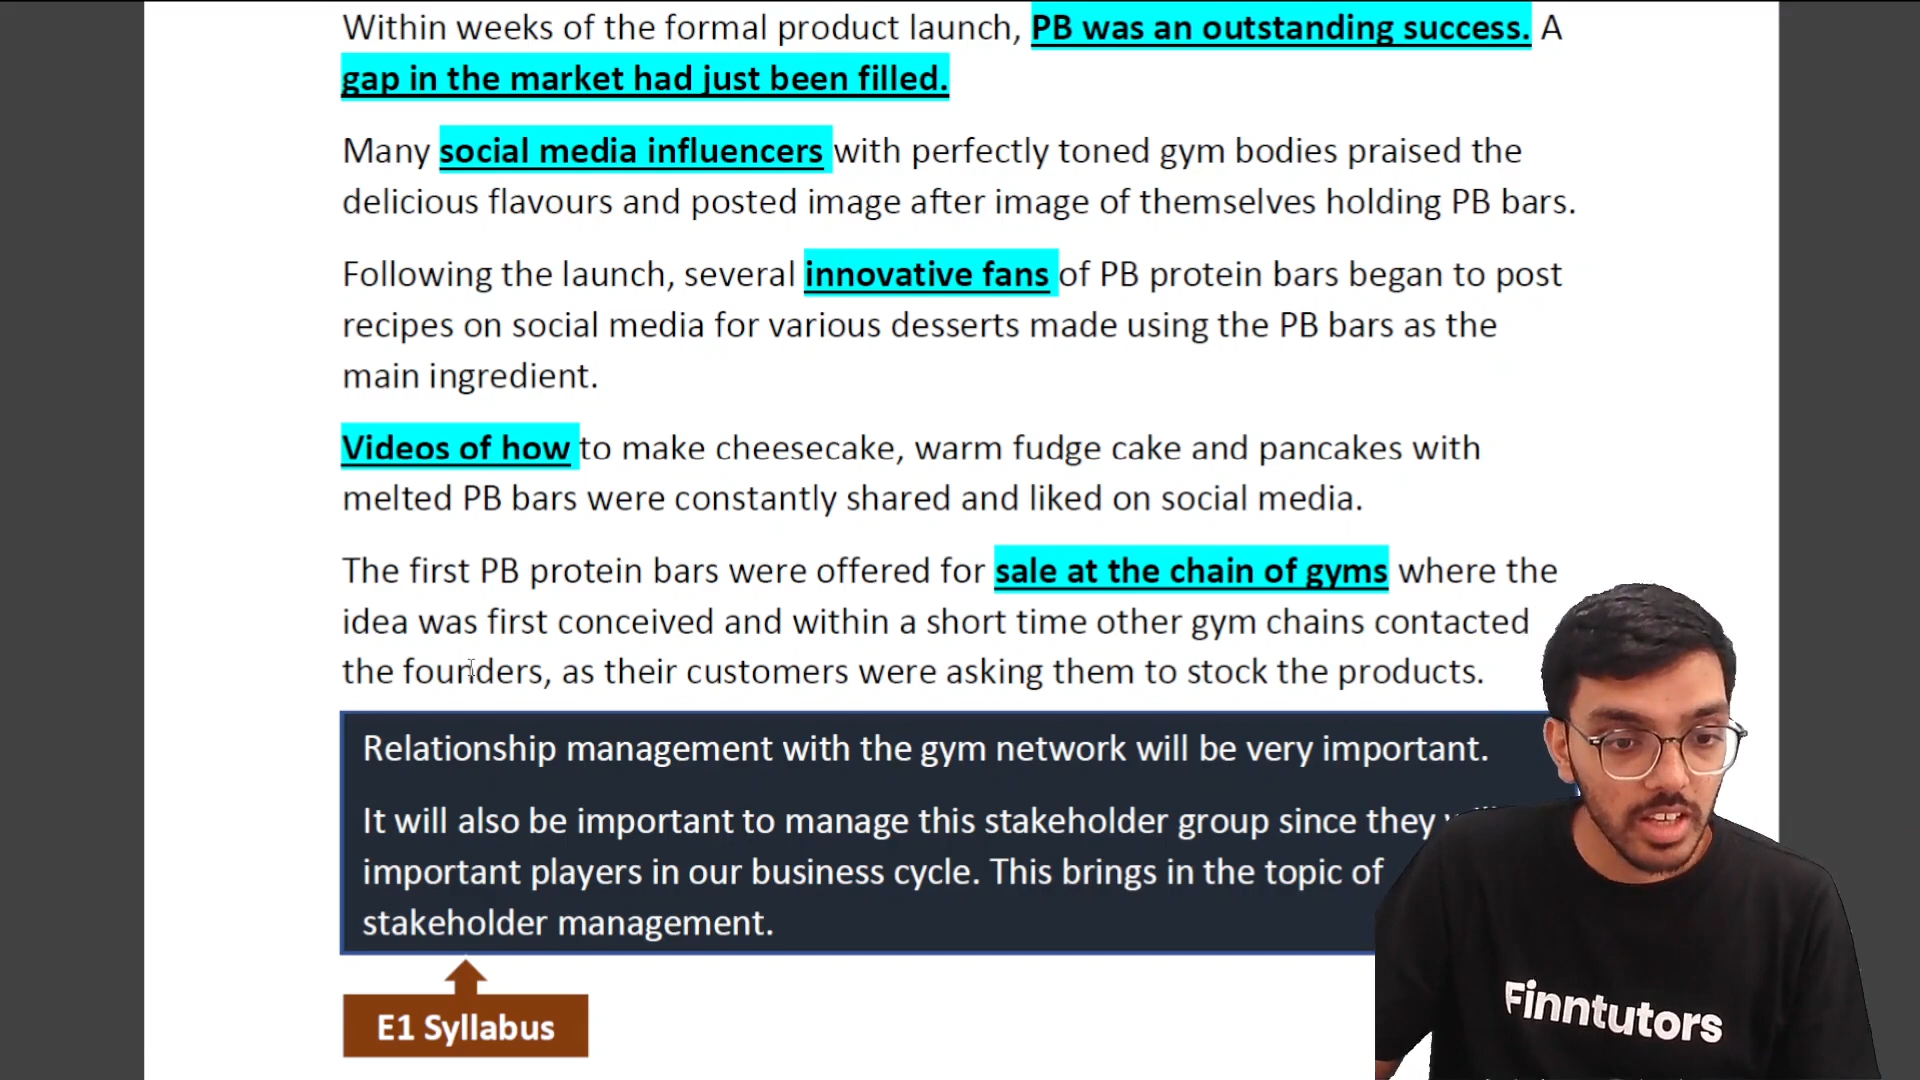 Within weeks of the formal product launch, PB was an outstanding success. A
gap in the market had just been filled.
Many social media influencers with perfectly toned gym bodies praised the
delicious flavours and posted image after image of themselves holding PB bars.
Following the launch, several innovative fans of PB protein bars began to post
recipes on social media for various desserts made using the PB bars as the
main ingredient.
Videos of how to make cheesecake, warm fudge cake and pancakes with
melted PB bars were constantly shared and liked on social media.
The first PB protein bars were offered for sale at the chain of gyms where the
idea was first conceived and within a short time other gym chains contacted
the founders, as their customers were asking them to stock the products.
Relationship management with the gym network will be very important.
It will also be important to manage this stakeholder group since they
important players in our business cycle. This brings in the topic of
stakeholder management.
E1 Syllabus
Finntutors